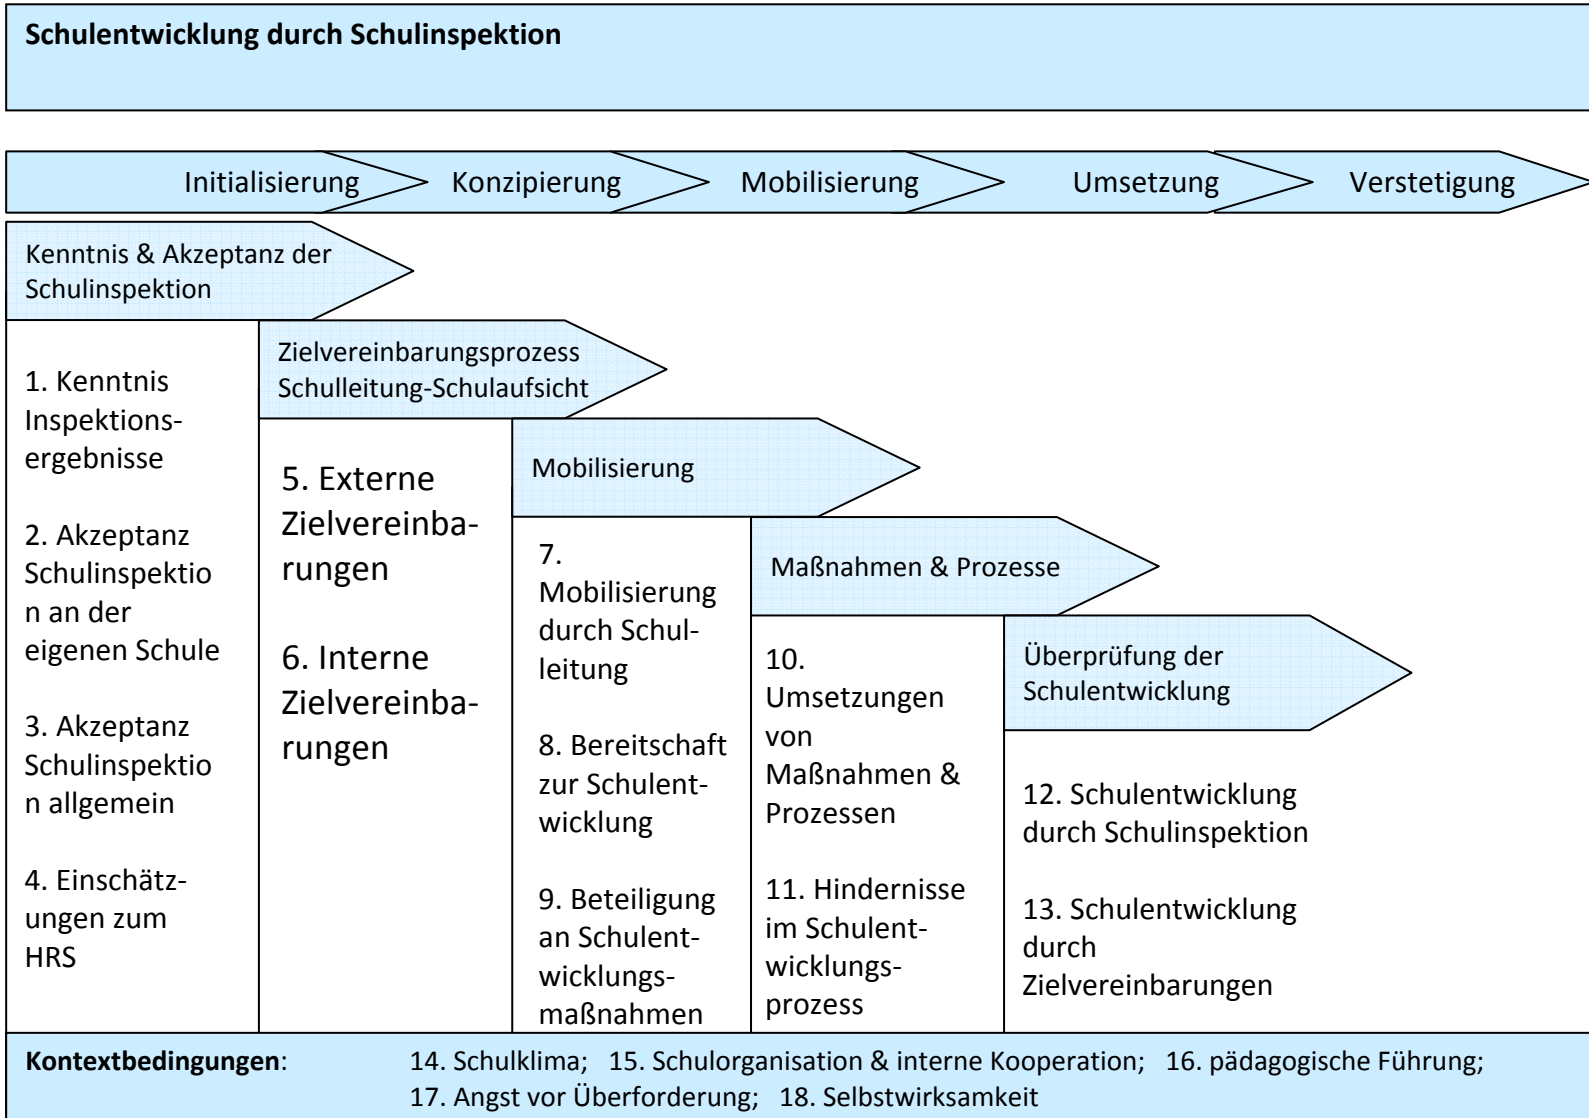 Schulentwicklung durch Schulinspektion
Initialisierung
Konzipierung
Mobilisierung
Umsetzung
Verstetigung
Kenntnis & Akzeptanz der
Schulinspektion
1. Kenntnis
Inspektions-
ergebnisse
2. Akzeptanz
Schulinspektio
n an der
eigenen Schule
3. Akzeptanz
Schulinspektio
n allgemein
4. Einschätz-
ungen zum
HRS
Zielvereinbarungsprozess
Schulleitung-Schulaufsicht
5. Externe
Zielvereinba-
rungen
6. Interne
Zielvereinba-
rungen
Mobilisierung
7.
Mobilisierung
durch Schul-
leitung
8. Bereitschaft
zur Schulent-
wicklung
9. Beteiligung
an Schulent-
wicklungs-
maßnahmen
Maßnahmen & Prozesse
10.
Umsetzungen
von
Maßnahmen &
Prozessen
11. Hindernisse
im Schulent-
wicklungs-
prozess
Überprüfung der
Schulentwicklung
12. Schulentwicklung
durch Schulinspektion
13. Schulentwicklung
durch
Zielvereinbarungen
Kontextbedingungen: 14. Schulklima; 15. Schulorganisation & interne Kooperation; 16. pädagogische Führung;
17. Angst vor Überforderung; 18. Selbstwirksamkeit